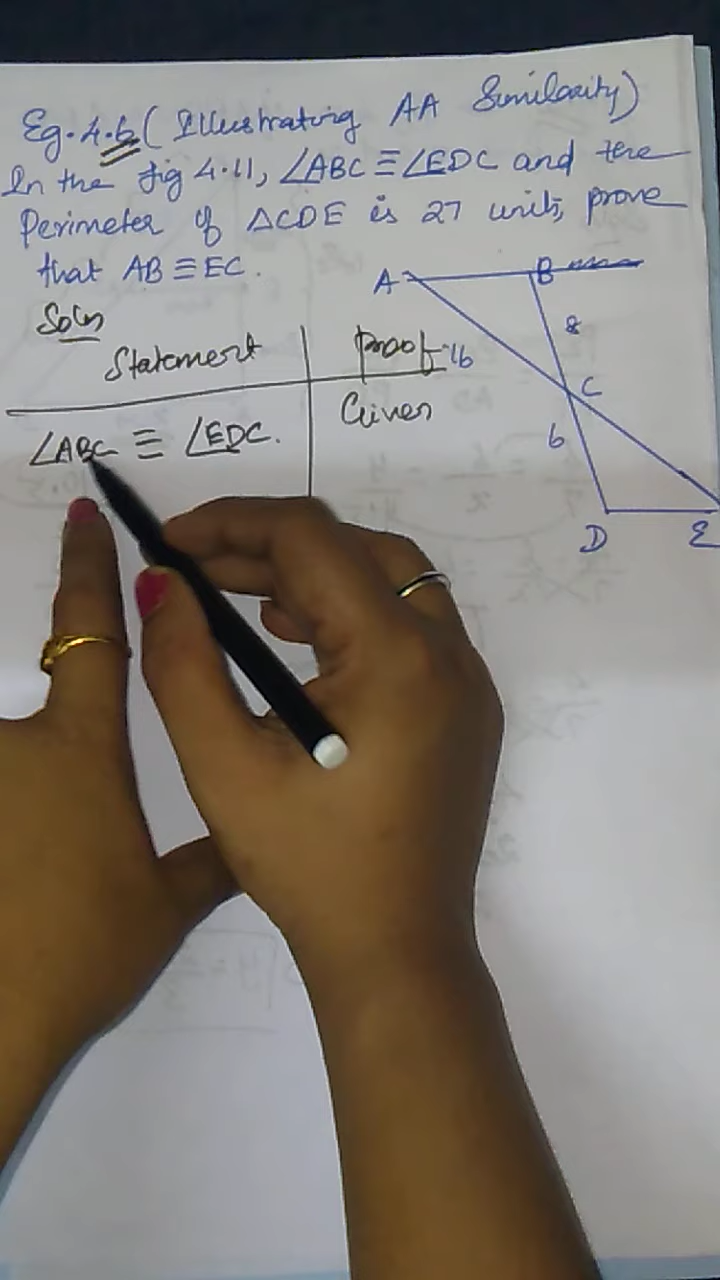 Eg. 4.6 ( Illustrating AA Similarity)
In the fig 4.11, ∠ABC ≡ ∠EDC and the
Perimeter of △CDE is 27 units, prove
that AB ≡ EC.
Soln
Statement
Proof
∠ABC ≡ ∠EDC.
Given
A
B
8
16
C
6
D
E